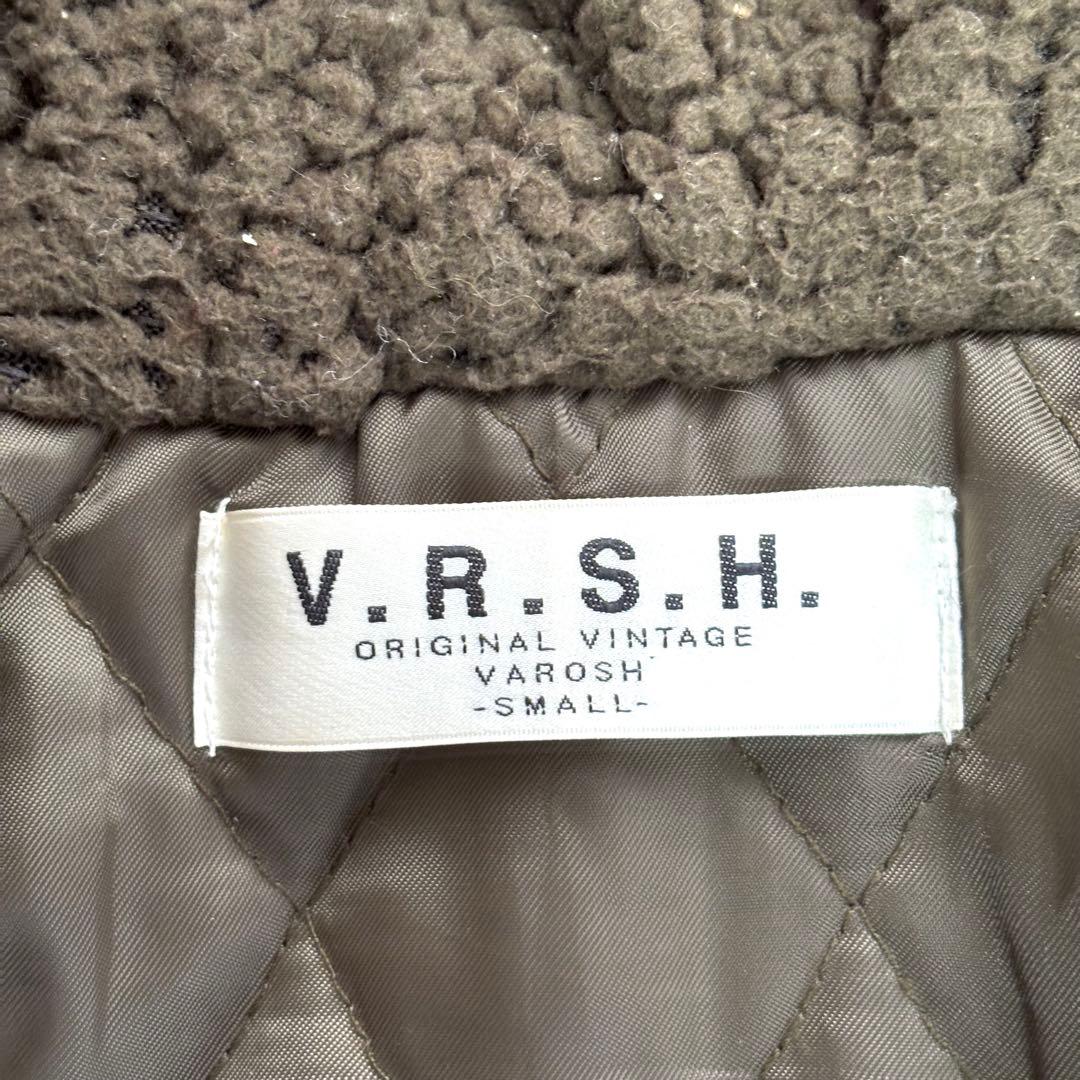 V.R.S.H.
ORIGINAL VINTAGE
VAROSH
-SMALL-